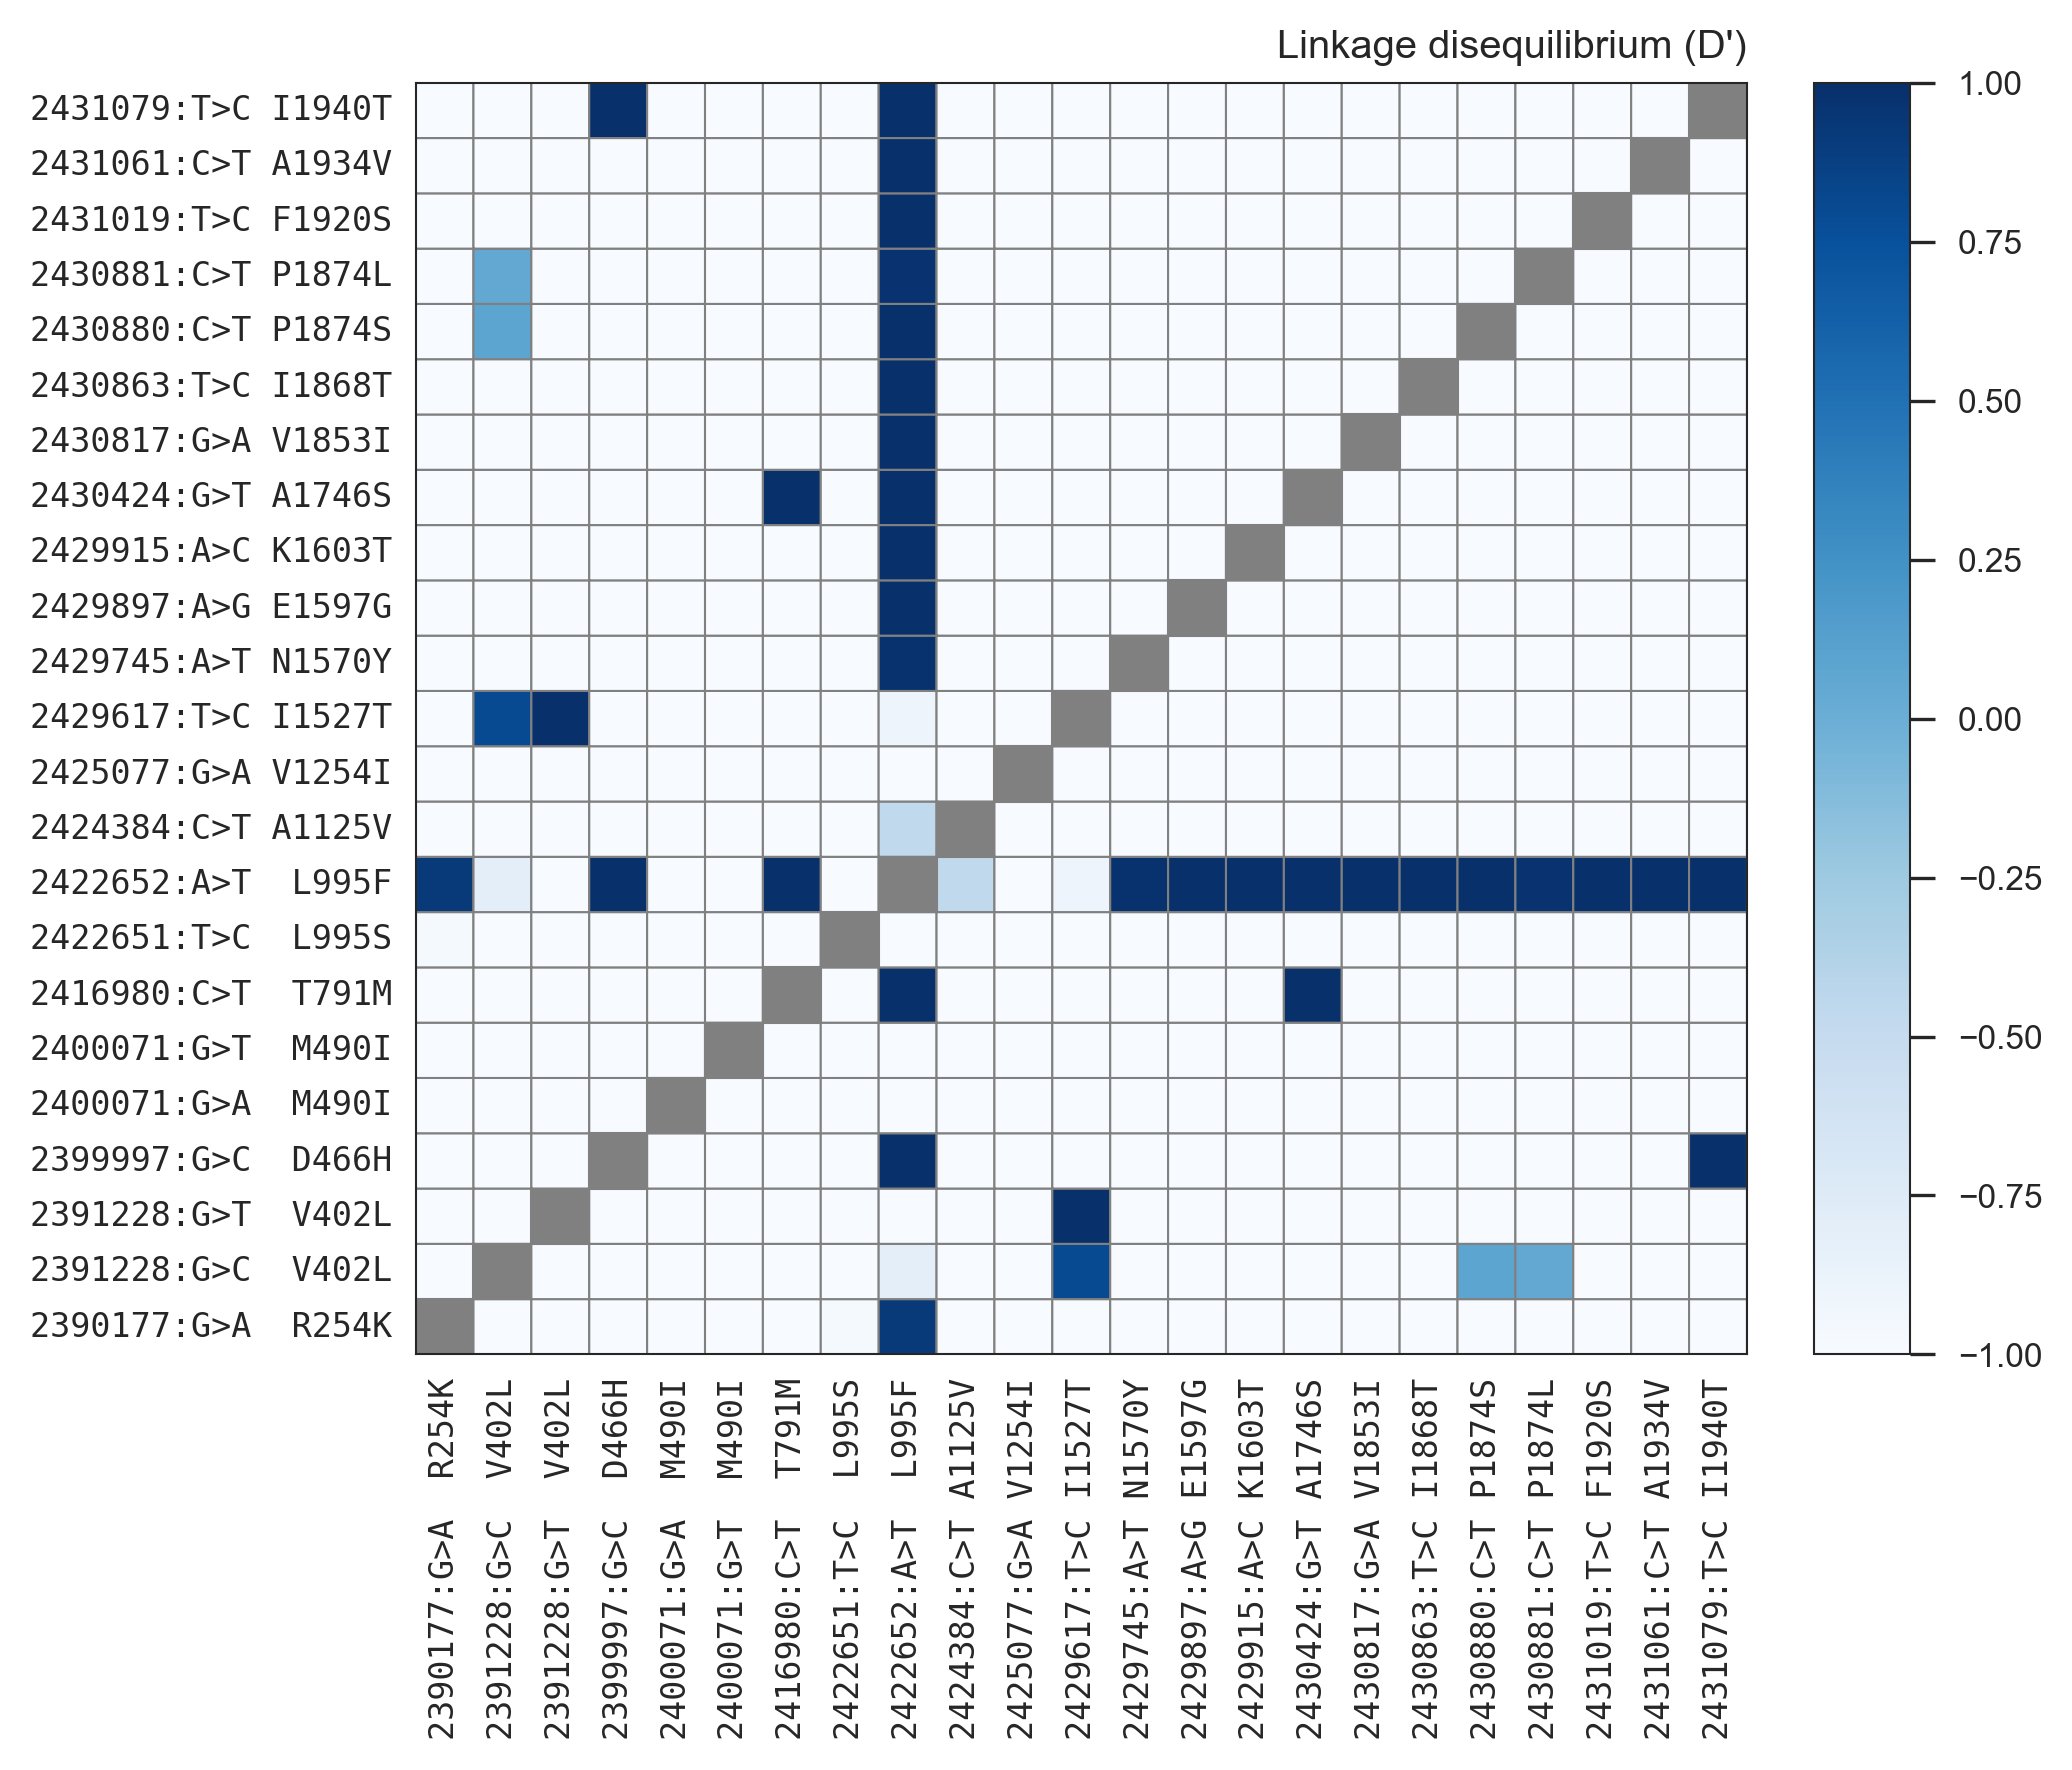 Linkage disequilibrium (D')
2431079:T>C I1940T
2431061:C>T A1934V
2431019:T>C F1920S
2430881:C>T P1874L
2430880:C>T P1874S
2430863:T>C I1868T
2430817:G>A V1853I
2430424:G>T A1746S
2429915:A>C K1603T
2429897:A>G E1597G
2429745:A>T N1570Y
2429617:T>C I1527T
2425077:G>A V1254I
2424384:C>T A1125V
2422652:A>T L995F
2422651:T>C L995S
2416980:C>T T791M
2400071:G>T M490I
2400071:G>A M490I
2399997:G>C D466H
2391228:G>T V402L
2391228:G>C V402L
2390177:G>A R254K
2390177:G>A R254K
2391228:G>C V402L
2391228:G>T V402L
2399997:G>C D466H
2400071:G>A M490I
2400071:G>T M490I
2416980:C>T T791M
2422651:T>C L995S
2422652:A>T L995F
2424384:C>T A1125V
2425077:G>A V1254I
2429617:T>C I1527T
2429745:A>T N1570Y
2429897:A>G E1597G
2429915:A>C K1603T
2430424:G>T A1746S
2430817:G>A V1853I
2430863:T>C I1868T
2430880:C>T P1874S
2430881:C>T P1874L
2431019:T>C F1920S
2431061:C>T A1934V
2431079:T>C I1940T
1.00
0.75
0.50
0.25
0.00
−0.25
−0.50
−0.75
−1.00